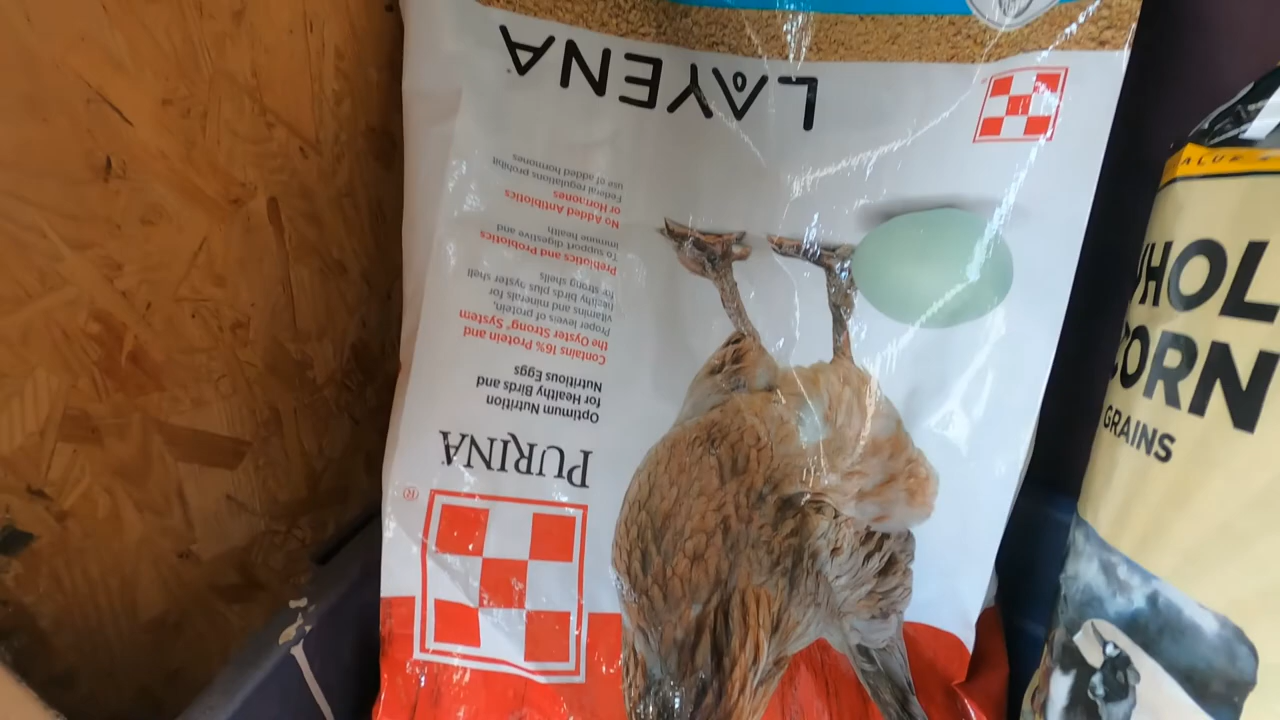 PURINA
®
Optimum Nutrition
for Healthy Birds and
Nutritious Eggs
Contains 16% Protein and
the Oyster Strong® System
Proper levels of protein,
vitamins and minerals for
healthy birds plus oyster shell
for strong shells
Prebiotics and Probiotics
To support digestive and
immune health
No Added Antibiotics
or Hormones
Federal regulations prohibit
use of added hormones
LAYENA
WHOL
CORN
GRAINS